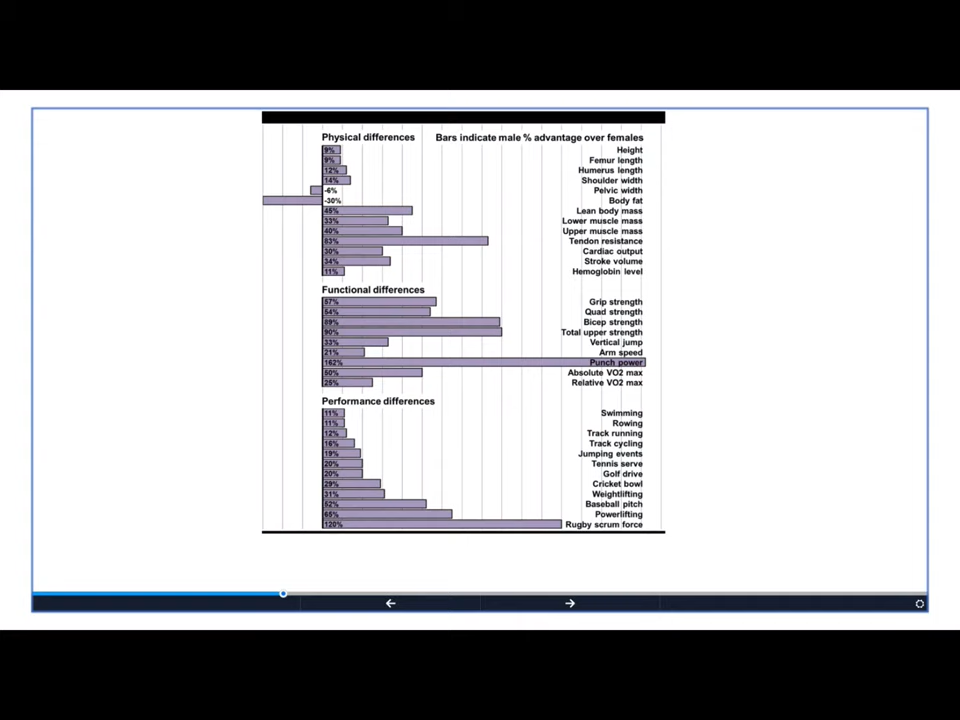 Physical differences Bars indicate male % advantage over females
9% Height
9% Femur length
12% Humerus length
14% Shoulder width
-6% Pelvic width
-30% Body fat
45% Lean body mass
33% Lower muscle mass
40% Upper muscle mass
83% Tendon resistance
30% Cardiac output
34% Stroke volume
11% Hemoglobin level
Functional differences
57% Grip strength
54% Quad strength
89% Bicep strength
90% Total upper strength
33% Vertical jump
21% Arm speed
162% Punch power
50% Absolute VO2 max
25% Relative VO2 max
Performance differences
11% Swimming
11% Rowing
12% Track running
16% Track cycling
19% Jumping events
20% Tennis serve
20% Golf drive
29% Cricket bowl
31% Weightlifting
52% Baseball pitch
65% Powerlifting
120% Rugby scrum force